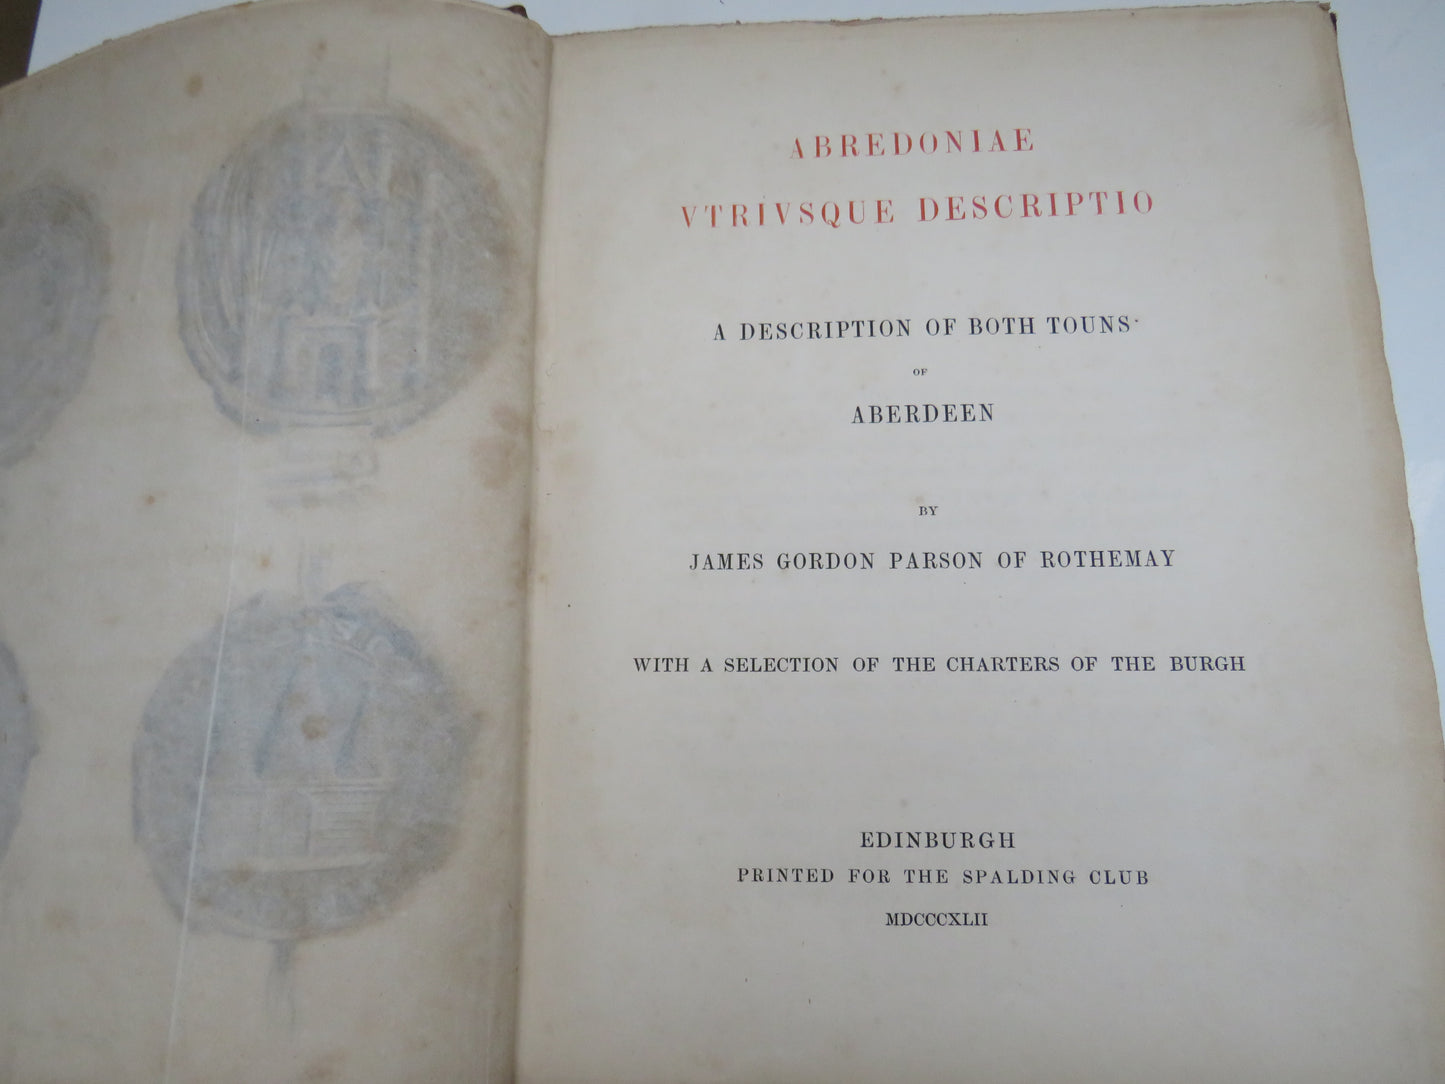 ABREDONIAE
VTRIVSQUE DESCRIPTIO
A DESCRIPTION OF BOTH TOUNS
OF
ABERDEEN
BY
JAMES GORDON PARSON OF ROTHEMAY
WITH A SELECTION OF THE CHARTERS OF THE BURGH
EDINBURGH
PRINTED FOR THE SPALDING CLUB
MDCCCXLII